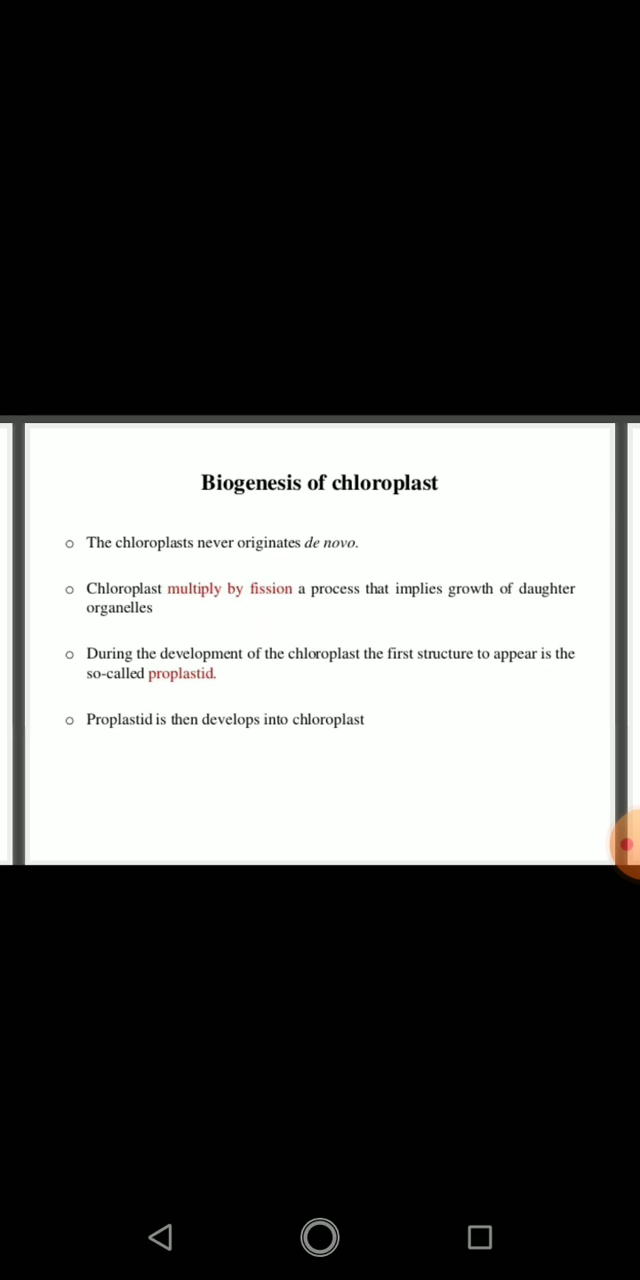 Biogenesis of chloroplast
○ The chloroplasts never originates de novo.
○ Chloroplast multiply by fission a process that implies growth of daughter
organelles
○ During the development of the chloroplast the first structure to appear is the
so-called proplastid.
○ Proplastid is then develops into chloroplast